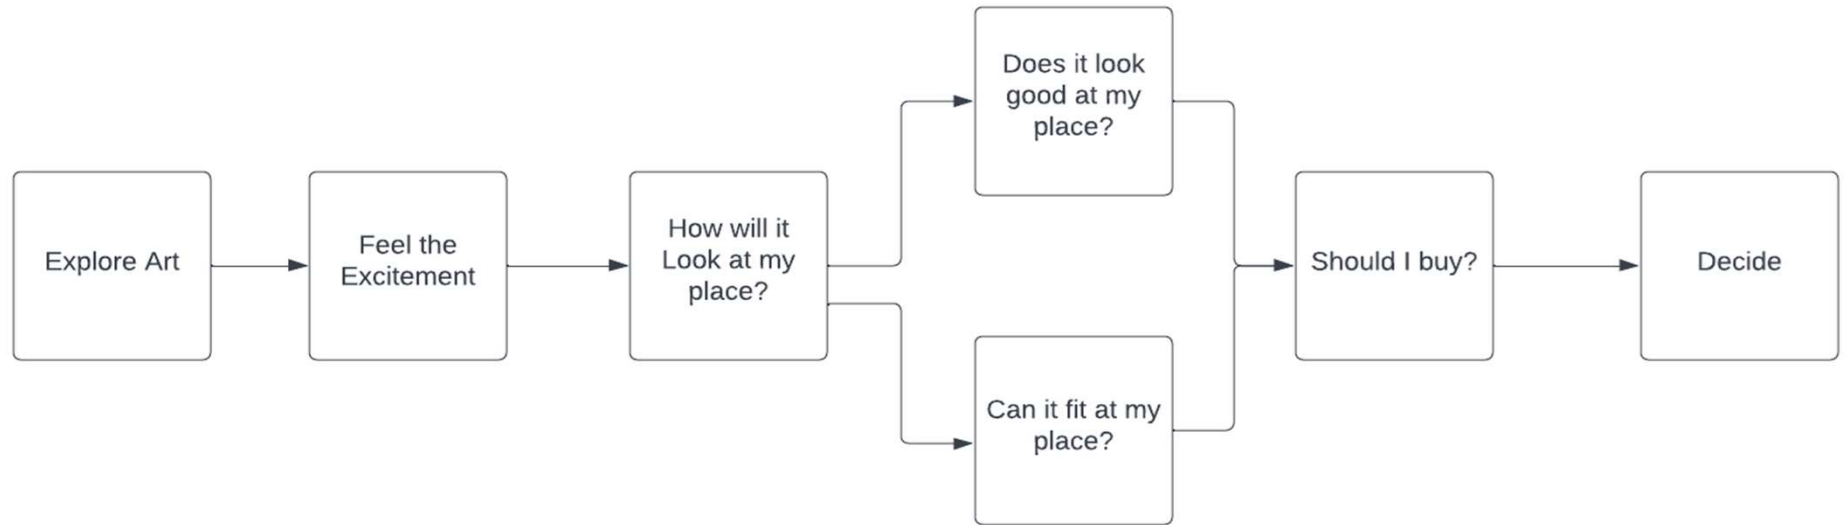 Explore Art
Feel the
Excitement
How will it
Look at my
place?
Does it look
good at my
place?
Can it fit at my
place?
Should I buy?
Decide